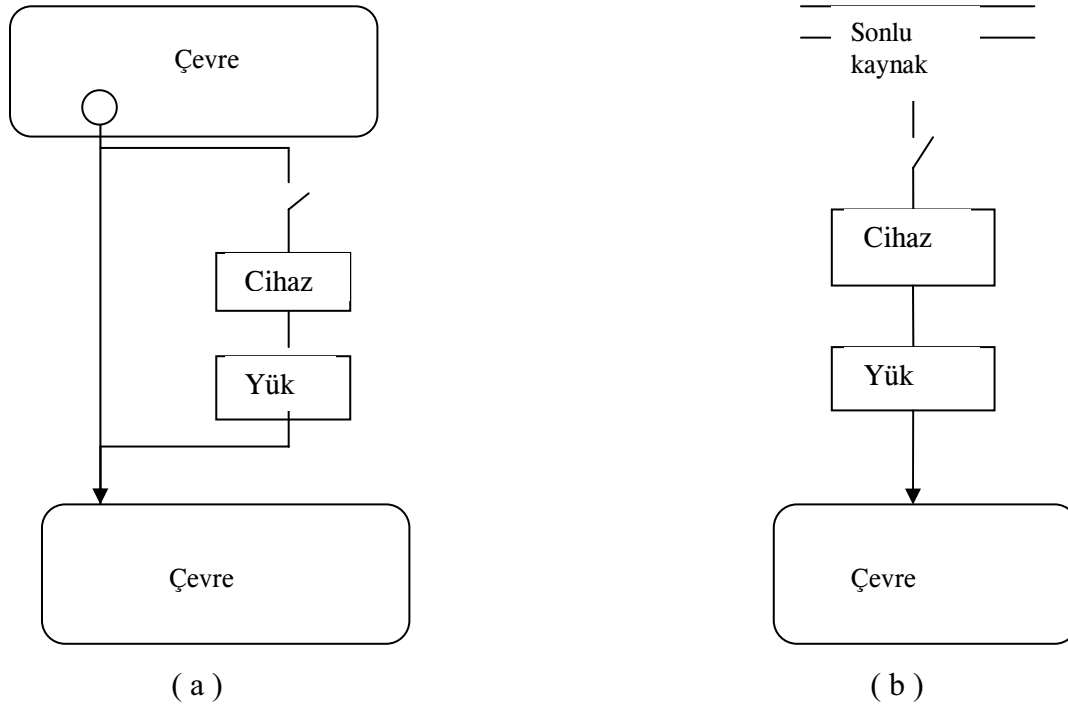 Çevre
Cihaz
Yük
Çevre
( a )
Sonlu
kaynak
Cihaz
Yük
Çevre
( b )